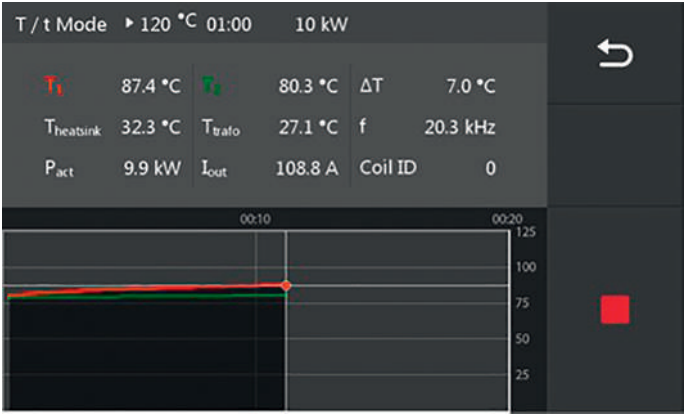 T / t Mode ▶ 120 °C 01:00 10 kW
T1 87.4 °C T2 80.3 °C ΔT 7.0 °C
Theatsink 32.3 °C Ttrafo 27.1 °C f 20.3 kHz
Pact 9.9 kW Iout 108.8 A Coil ID 0
00:10 00:20
125
100
75
50
25